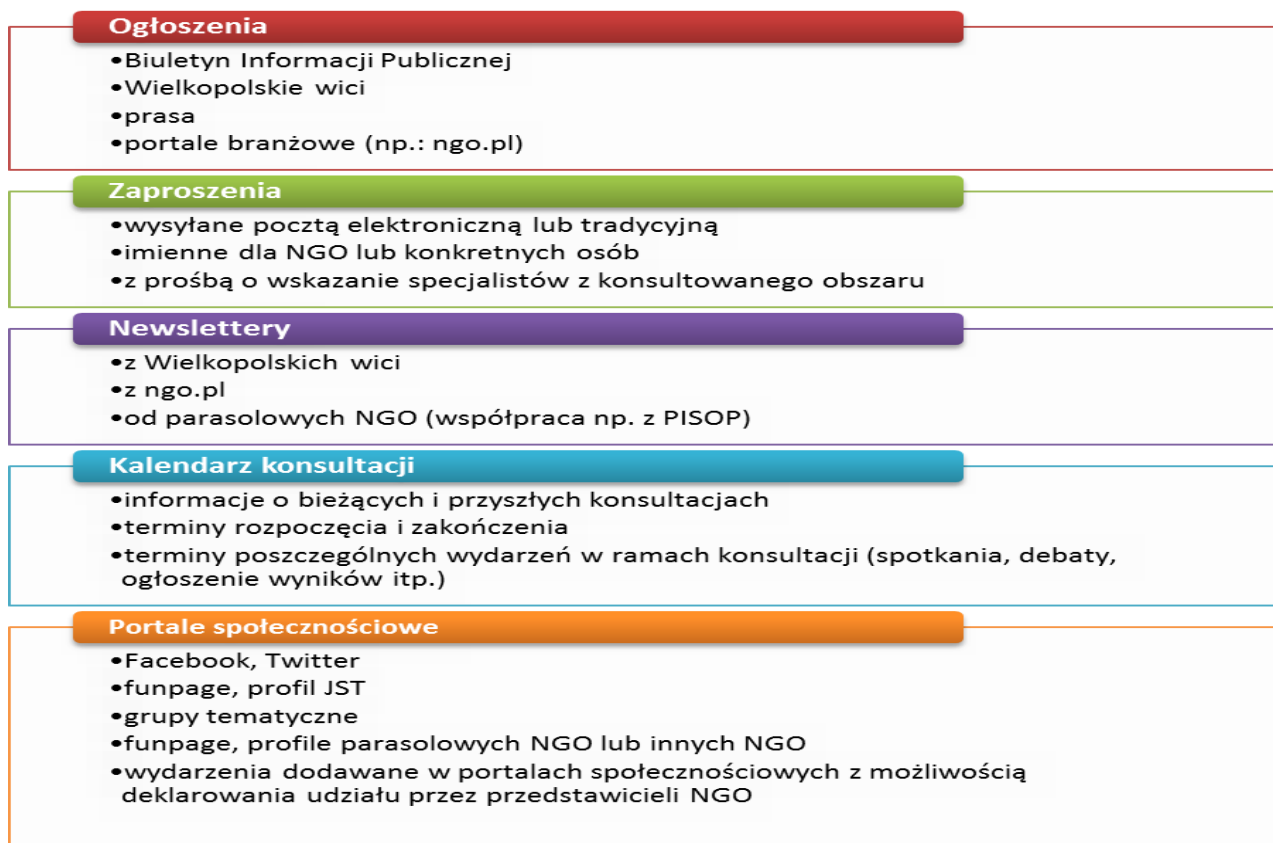 Ogłoszenia
•Biuletyn Informacji Publicznej
•Wielkopolskie wici
•prasa
•portale branżowe (np.: ngo.pl)
Zaproszenia
•wysyłane pocztą elektroniczną lub tradycyjną
•imienne dla NGO lub konkretnych osób
•z prośbą o wskazanie specjalistów z konsultowanego obszaru
Newslettery
•z Wielkopolskich wici
•z ngo.pl
•od parasolowych NGO (współpraca np. z PISOP)
Kalendarz konsultacji
•informacje o bieżących i przyszłych konsultacjach
•terminy rozpoczęcia i zakończenia
•terminy poszczególnych wydarzeń w ramach konsultacji (spotkania, debaty,
ogłoszenie wyników itp.)
Portale społecznościowe
•Facebook, Twitter
•funpage, profil JST
•grupy tematyczne
•funpage, profile parasolowych NGO lub innych NGO
•wydarzenia dodawane w portalach społecznościowych z możliwością
deklarowania udziału przez przedstawicieli NGO